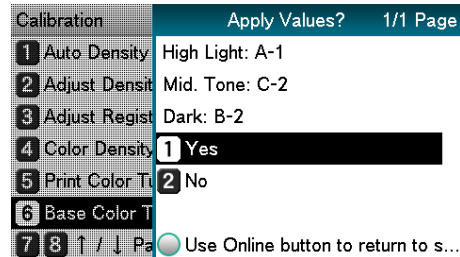 Calibration
1 Auto Density
2 Adjust Densit
3 Adjust Regist
4 Color Density
5 Print Color Tu
6 Base Color T
7 8 ↑ / ↓ Pa
Apply Values? 1/1 Page
High Light: A-1
Mid. Tone: C-2
Dark: B-2
1 Yes
2 No
Use Online button to return to s...